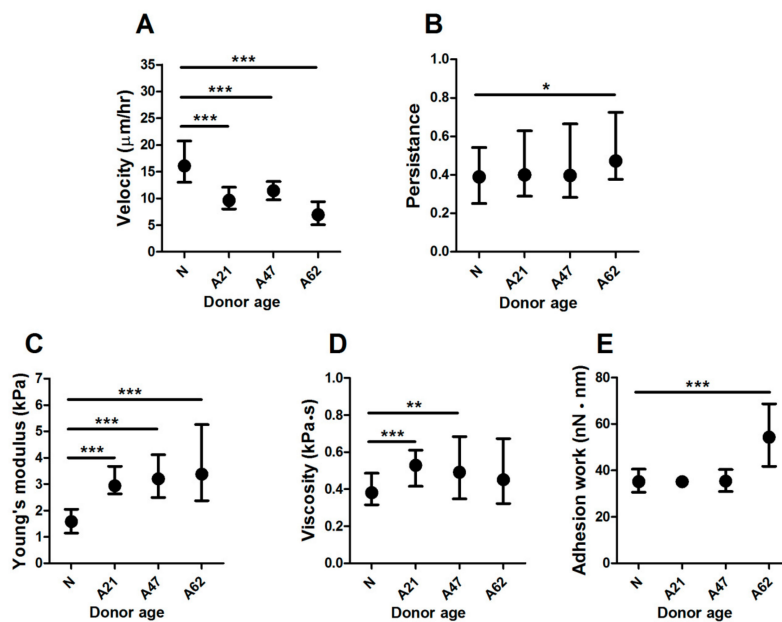 A
Velocity (μm/hr)
35
30
25
20
15
10
5
0
***
***
***
N
A21
A47
A62
Donor age
B
Persistance
1.0
0.8
0.6
0.4
0.2
0.0
*
N
A21
A47
A62
Donor age
C
Young's modulus (kPa)
7
6
5
4
3
2
1
0
***
***
***
N
A21
A47
A62
Donor age
D
Viscosity (kPa·s)
1.0
0.8
0.6
0.4
0.2
0.0
**
***
N
A21
A47
A62
Donor age
E
Adhesion work (nN · nm)
80
60
40
20
0
***
N
A21
A47
A62
Donor age